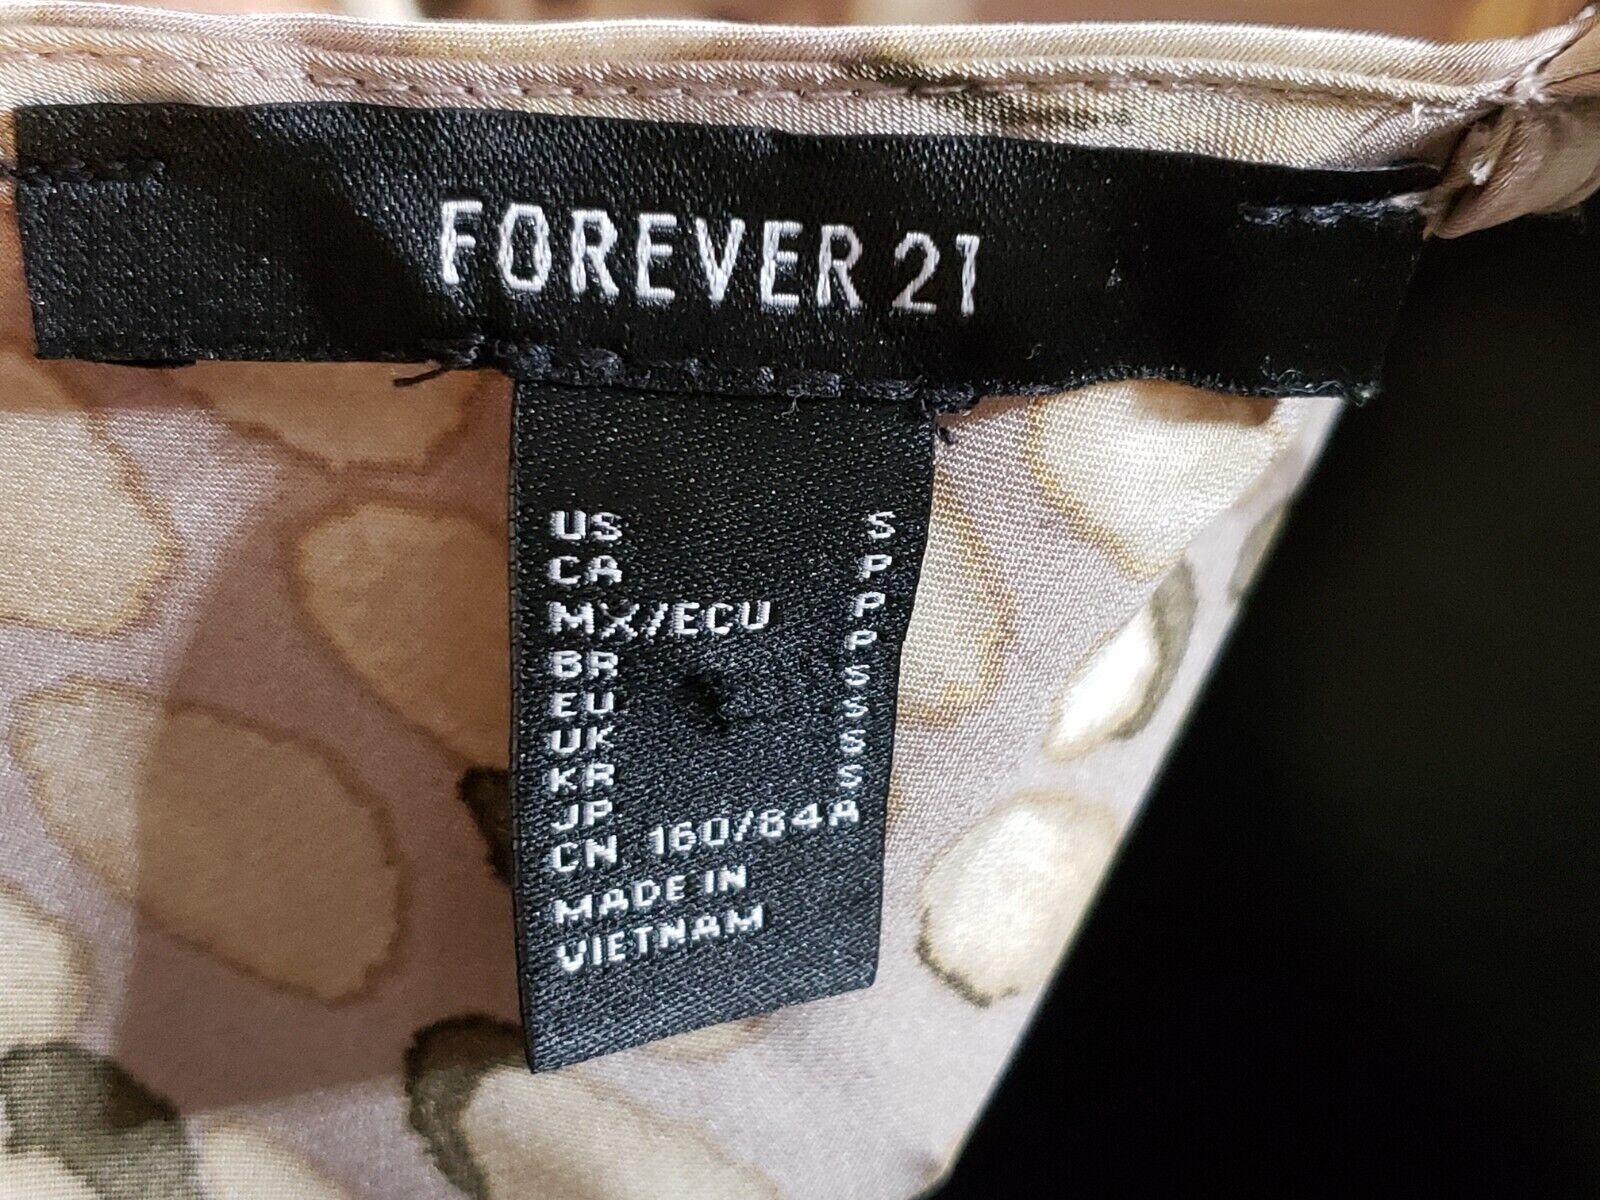 FOREVER 21
US S
CA P
MX/ECU P
BR P
EU S
UK S
KR S
JP S
CN 160/84A
MADE IN
VIETNAM